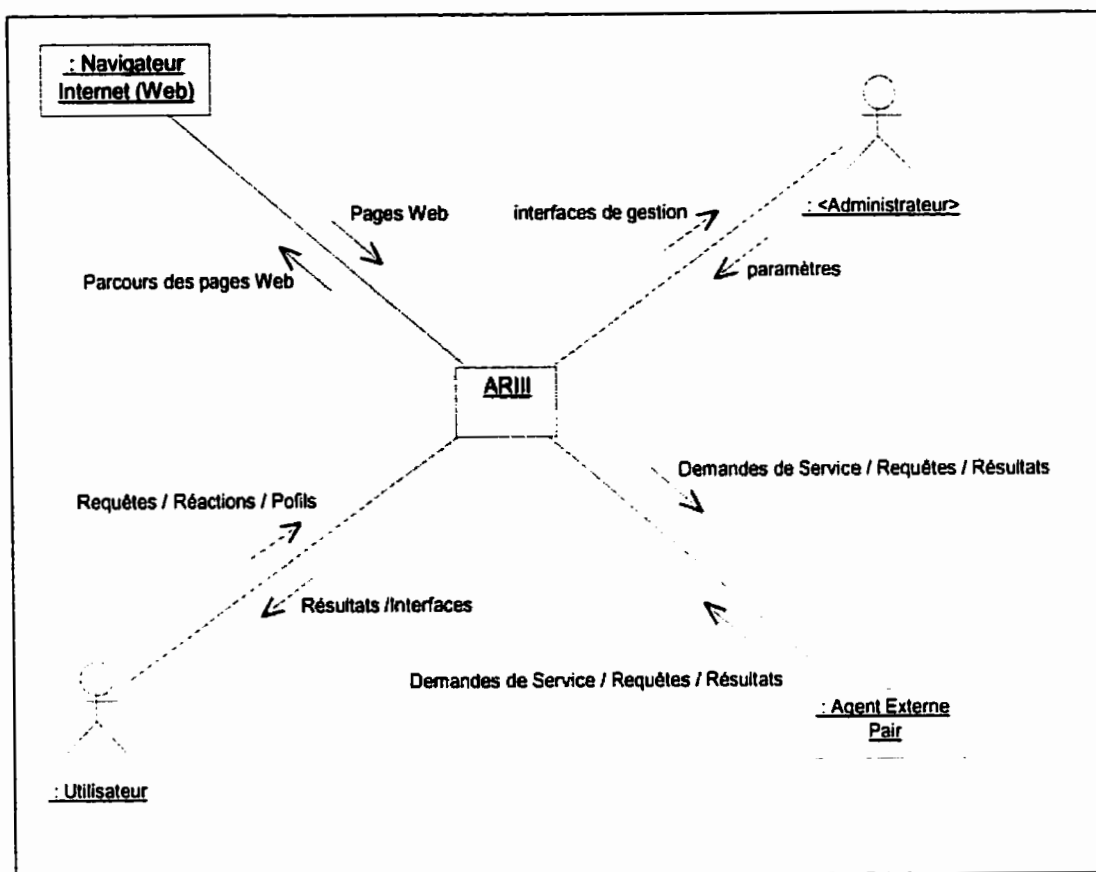 : Navigateur
Internet (Web)
: <Administrateur>
Pages Web
interfaces de gestion
Parcours des pages Web
paramètres
ARIII
Demandes de Service / Requêtes / Résultats
Requêtes / Réactions / Pofils
Résultats /Interfaces
Demandes de Service / Requêtes / Résultats
: Agent Externe
Pair
: Utilisateur